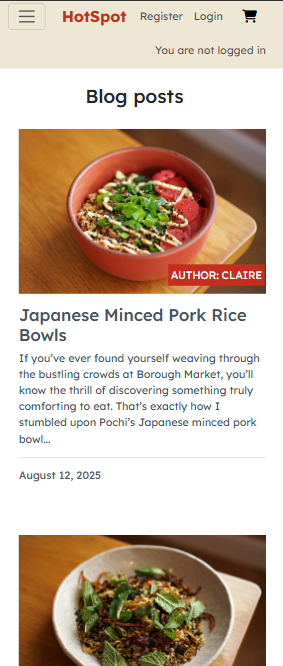 HotSpot Register Login
You are not logged in
Blog posts
AUTHOR: CLAIRE
Japanese Minced Pork Rice
Bowls
If you’ve ever found yourself weaving through
the bustling crowds at Borough Market, you’ll
know the thrill of discovering something truly
comforting to eat. That’s exactly how I
stumbled upon Pochi’s Japanese minced pork
bowl…
August 12, 2025